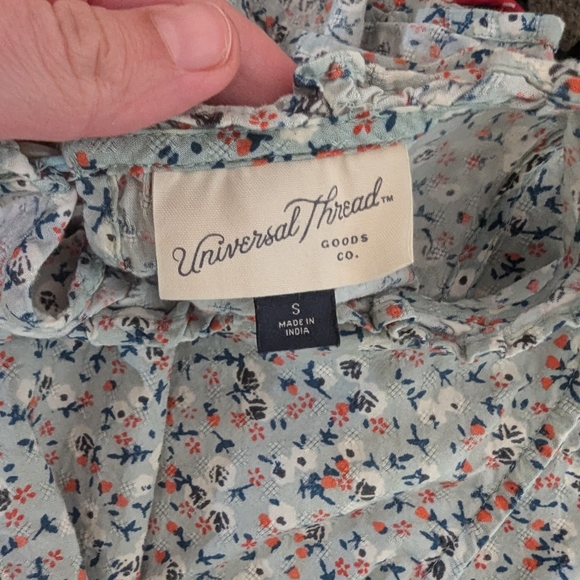 Universal Thread™
GOODS
CO.
S
MADE IN
INDIA